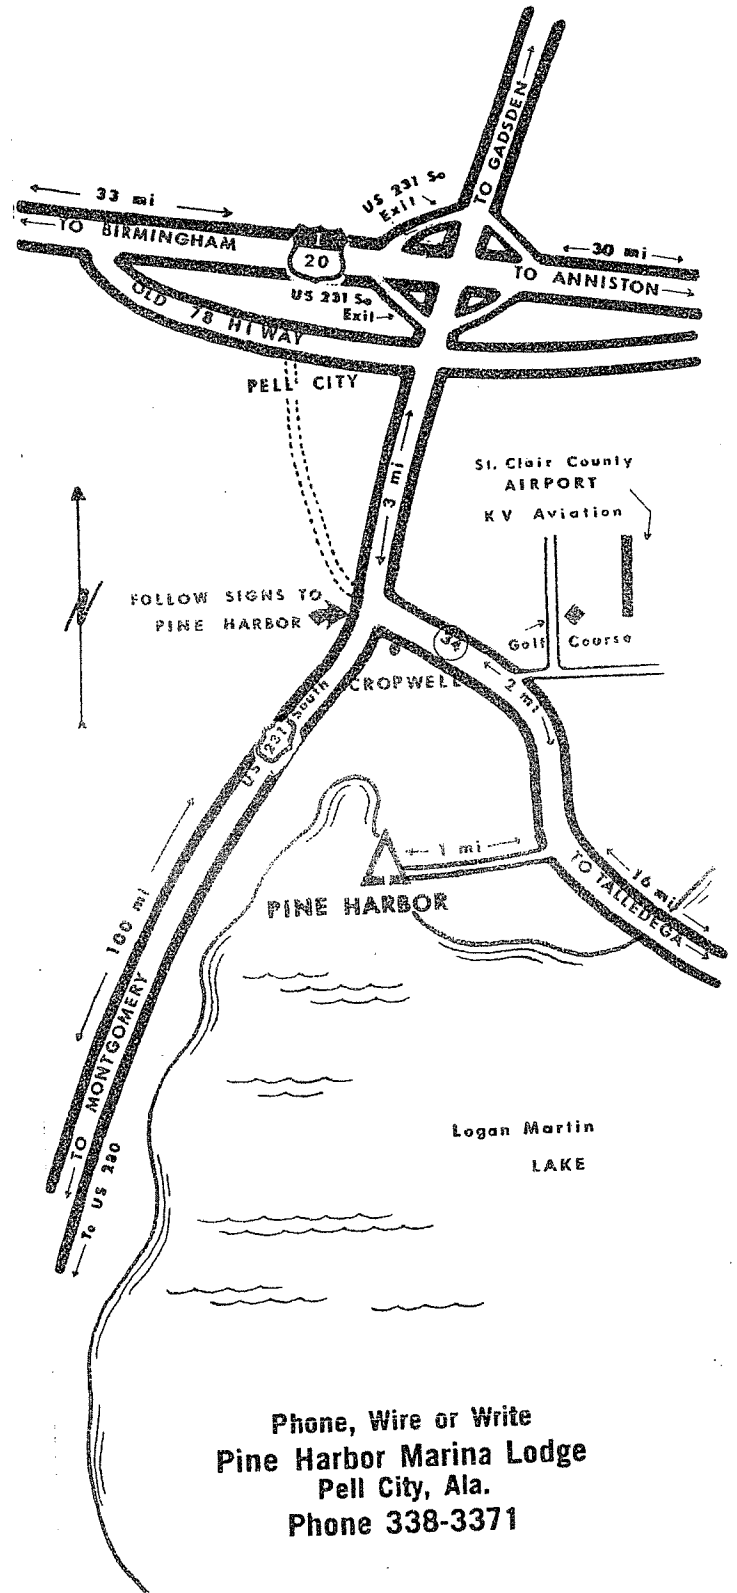 TO GADSDEN
US 231 So
Exit
33 mi
TO BIRMINGHAM
I
20
30 mi
TO ANNISTON
US 231 So
Exit
OLD 78 HIWAY
PELL CITY
3 mi
St. Clair County
AIRPORT
KV Aviation
FOLLOW SIGNS TO
PINE HARBOR
34
Golf Course
CROPWELL
2 mi
US 231 South
1 mi
PINE HARBOR
TO TALLEDEGA
16 mi
100 mi
TO MONTGOMERY
To US 280
Logan Martin
LAKE
Phone, Wire or Write
Pine Harbor Marina Lodge
Pell City, Ala.
Phone 338-3371